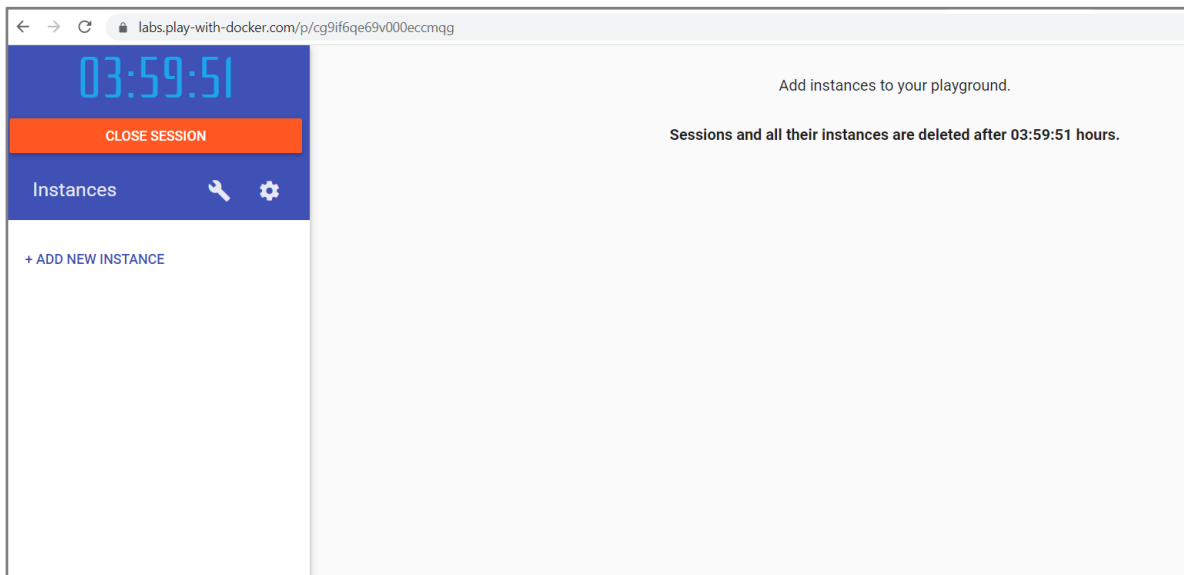 labs.play-with-docker.com/p/cg9if6qe69v000eccmqg
03:59:51
CLOSE SESSION
Instances
+ ADD NEW INSTANCE
Add instances to your playground.
Sessions and all their instances are deleted after 03:59:51 hours.